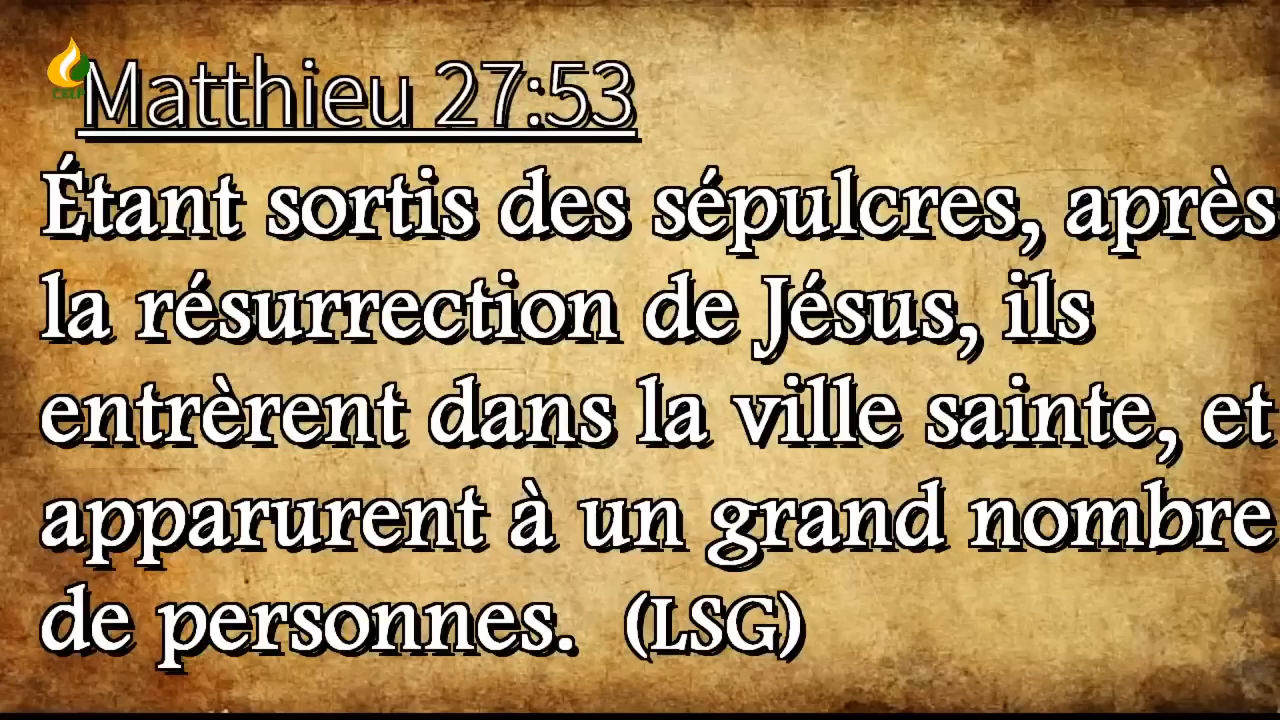 Matthieu 27:53
Étant sortis des sépulcres, après
la résurrection de Jésus, ils
entrèrent dans la ville sainte, et
apparurent à un grand nombre
de personnes. (LSG)